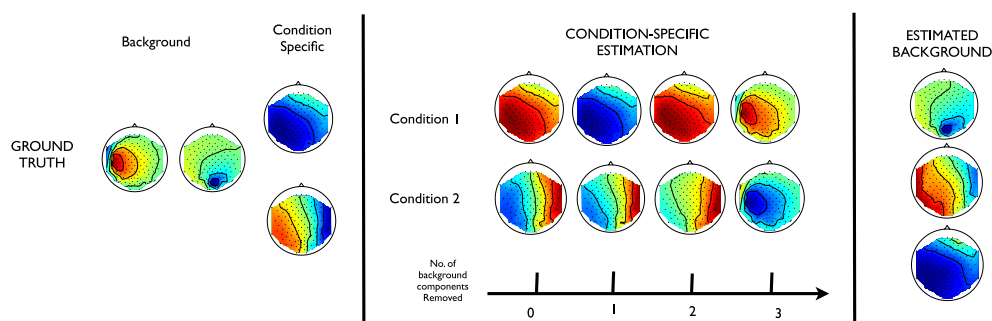 Background
Condition
Specific
GROUND
TRUTH
CONDITION-SPECIFIC
ESTIMATION
Condition 1
Condition 2
No. of
background
components
Removed
0
1
2
3
ESTIMATED
BACKGROUND